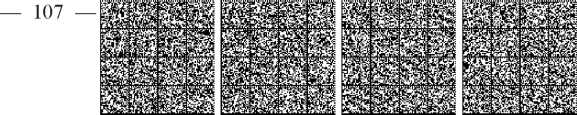 — 107 —